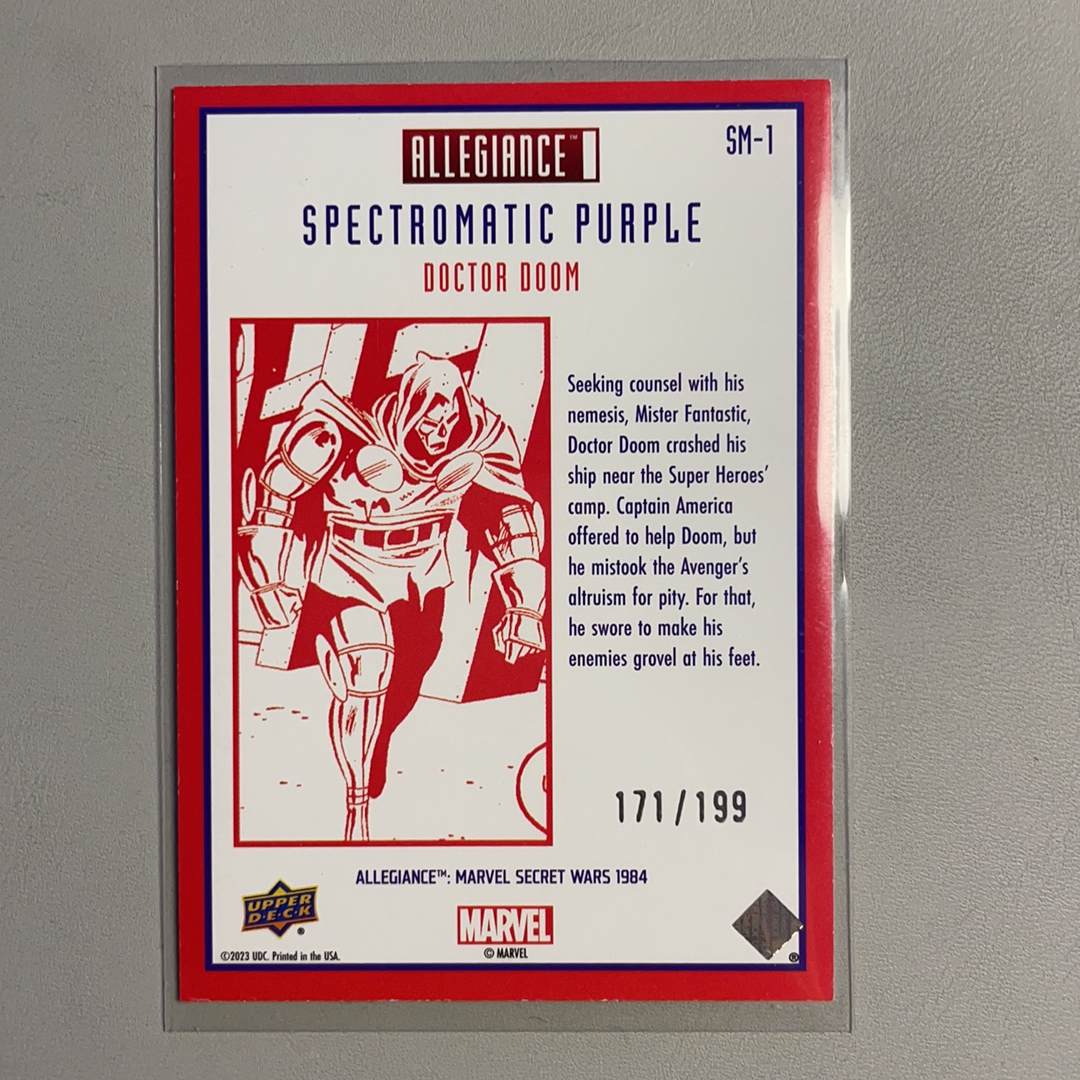 ALLEGIANCE™
SM-1
SPECTROMATIC PURPLE
DOCTOR DOOM
Seeking counsel with his
nemesis, Mister Fantastic,
Doctor Doom crashed his
ship near the Super Heroes'
camp. Captain America
offered to help Doom, but
he mistook the Avenger's
altruism for pity. For that,
he swore to make his
enemies grovel at his feet.
171/199
ALLEGIANCE™: MARVEL SECRET WARS 1984
UPPER
D·E·C·K
®
MARVEL
© MARVEL
©2023 UDC. Printed in the USA.
®